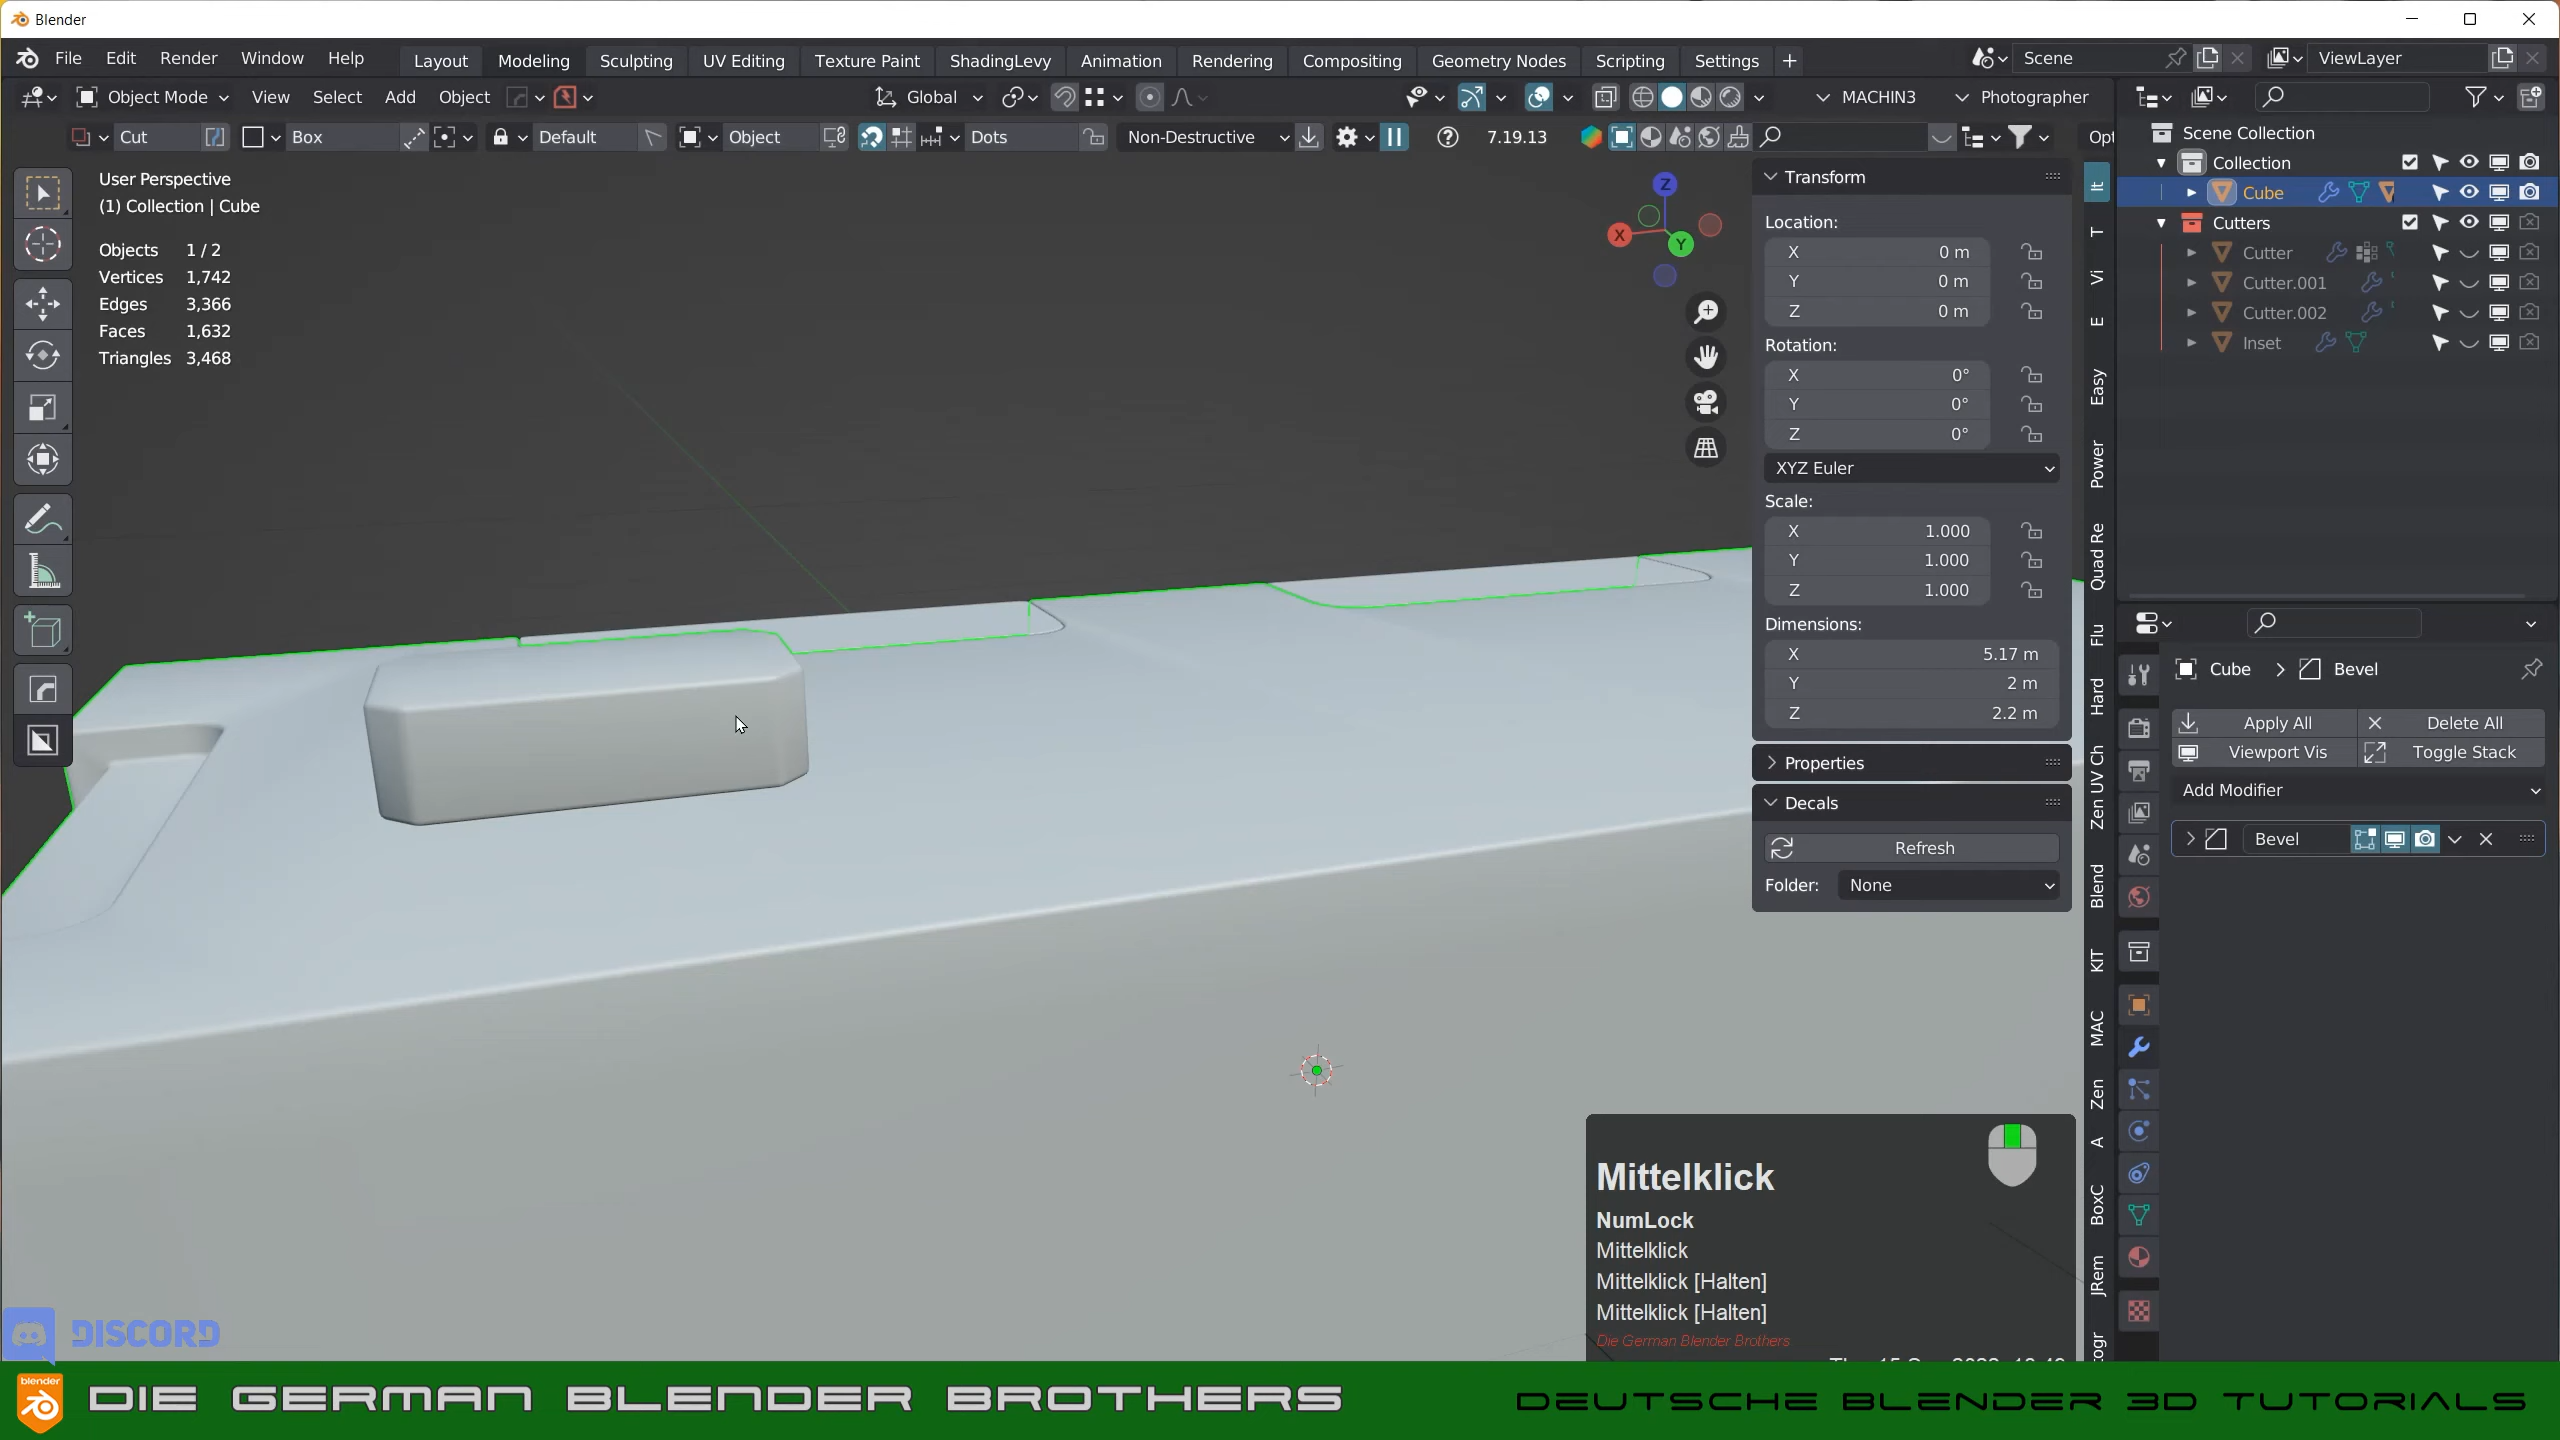 Blender
File Edit Render Window Help Layout Modeling Sculpting UV Editing Texture Paint ShadingLevy Animation Rendering Compositing Geometry Nodes Scripting Settings + Scene ViewLayer
Object Mode View Select Add Object Global MACHIN3 Photographer
Cut Box Default Object Dots Non-Destructive 7.19.13 Opt
User Perspective
(1) Collection | Cube
Objects 1 / 2
Vertices 1,742
Edges 3,366
Faces 1,632
Triangles 3,468
Z
X
Y
Transform
Location:
X 0 m
Y 0 m
Z 0 m
Rotation:
X 0°
Y 0°
Z 0°
XYZ Euler
Scale:
X 1.000
Y 1.000
Z 1.000
Dimensions:
X 5.17 m
Y 2 m
Z 2.2 m
Properties
Decals
Refresh
Folder: None
It
T
Vi
E
Easy
Power
Quad Re
Flu
Hard
Zen UV Ch
Blend
KIT
MAC
Zen
A
BoxC
JRem
togr
Scene Collection
Collection
Cube
Cutters
Cutter
Cutter.001
Cutter.002
Inset
Cube > Bevel
Apply All Delete All
Viewport Vis Toggle Stack
Add Modifier
Bevel
Mittelklick
NumLock
Mittelklick
Mittelklick [Halten]
Mittelklick [Halten]
Die German Blender Brothers
DISCORD
blender
DIE GERMAN BLENDER BROTHERS
DEUTSCHE BLENDER 3D TUTORIALS